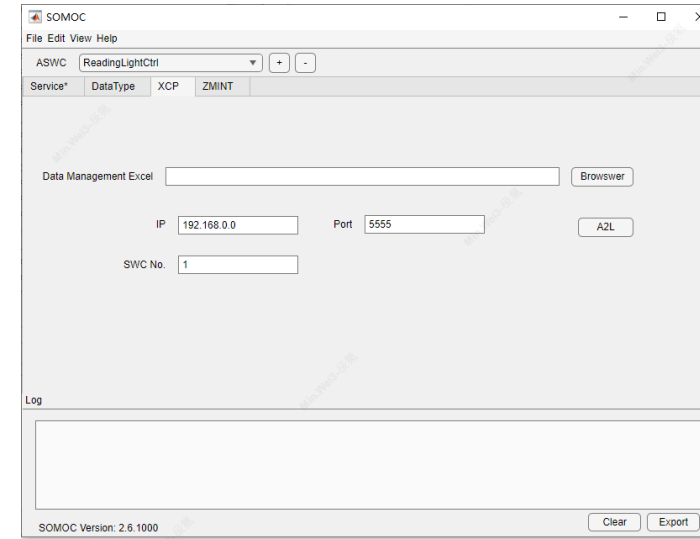 SOMOC
File Edit View Help
ASWC ReadingLightCtrl + -
Service* DataType XCP ZMINT
Data Management Excel Browswer
IP 192.168.0.0 Port 5555 A2L
SWC No. 1
Log
SOMOC Version: 2.6.1000 Clear Export